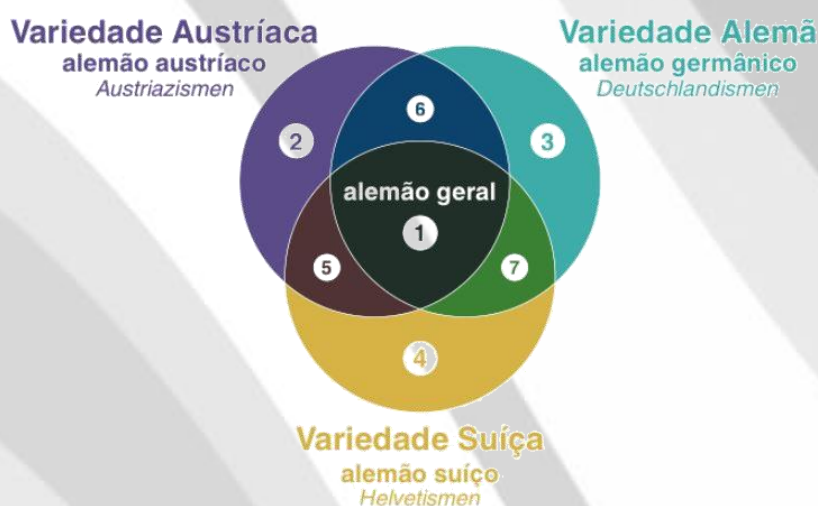 Variedade Austríaca
alemão austríaco
Austriazismen
Variedade Alemã
alemão germânico
Deutschlandismen
6
2
3
alemão geral
1
5
7
4
Variedade Suíça
alemão suíço
Helvetismen